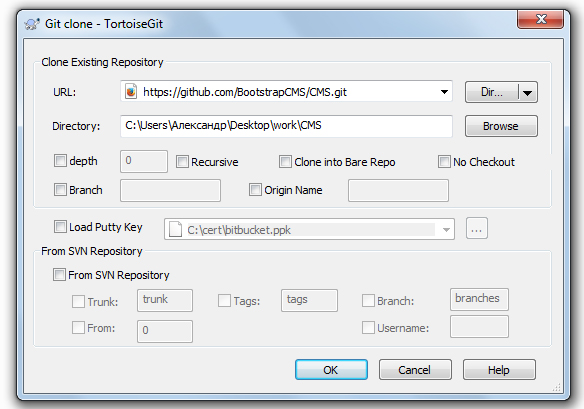 Git clone - TortoiseGit
Clone Existing Repository
URL: https://github.com/BootstrapCMS/CMS.git Dir...
Directory: C:\Users\Александр\Desktop\work\CMS Browse
depth 0 Recursive Clone into Bare Repo No Checkout
Branch Origin Name
Load Putty Key C:\cert\bitbucket.ppk ...
From SVN Repository
From SVN Repository
Trunk: trunk Tags: tags Branch: branches
From: 0 Username:
OK Cancel Help